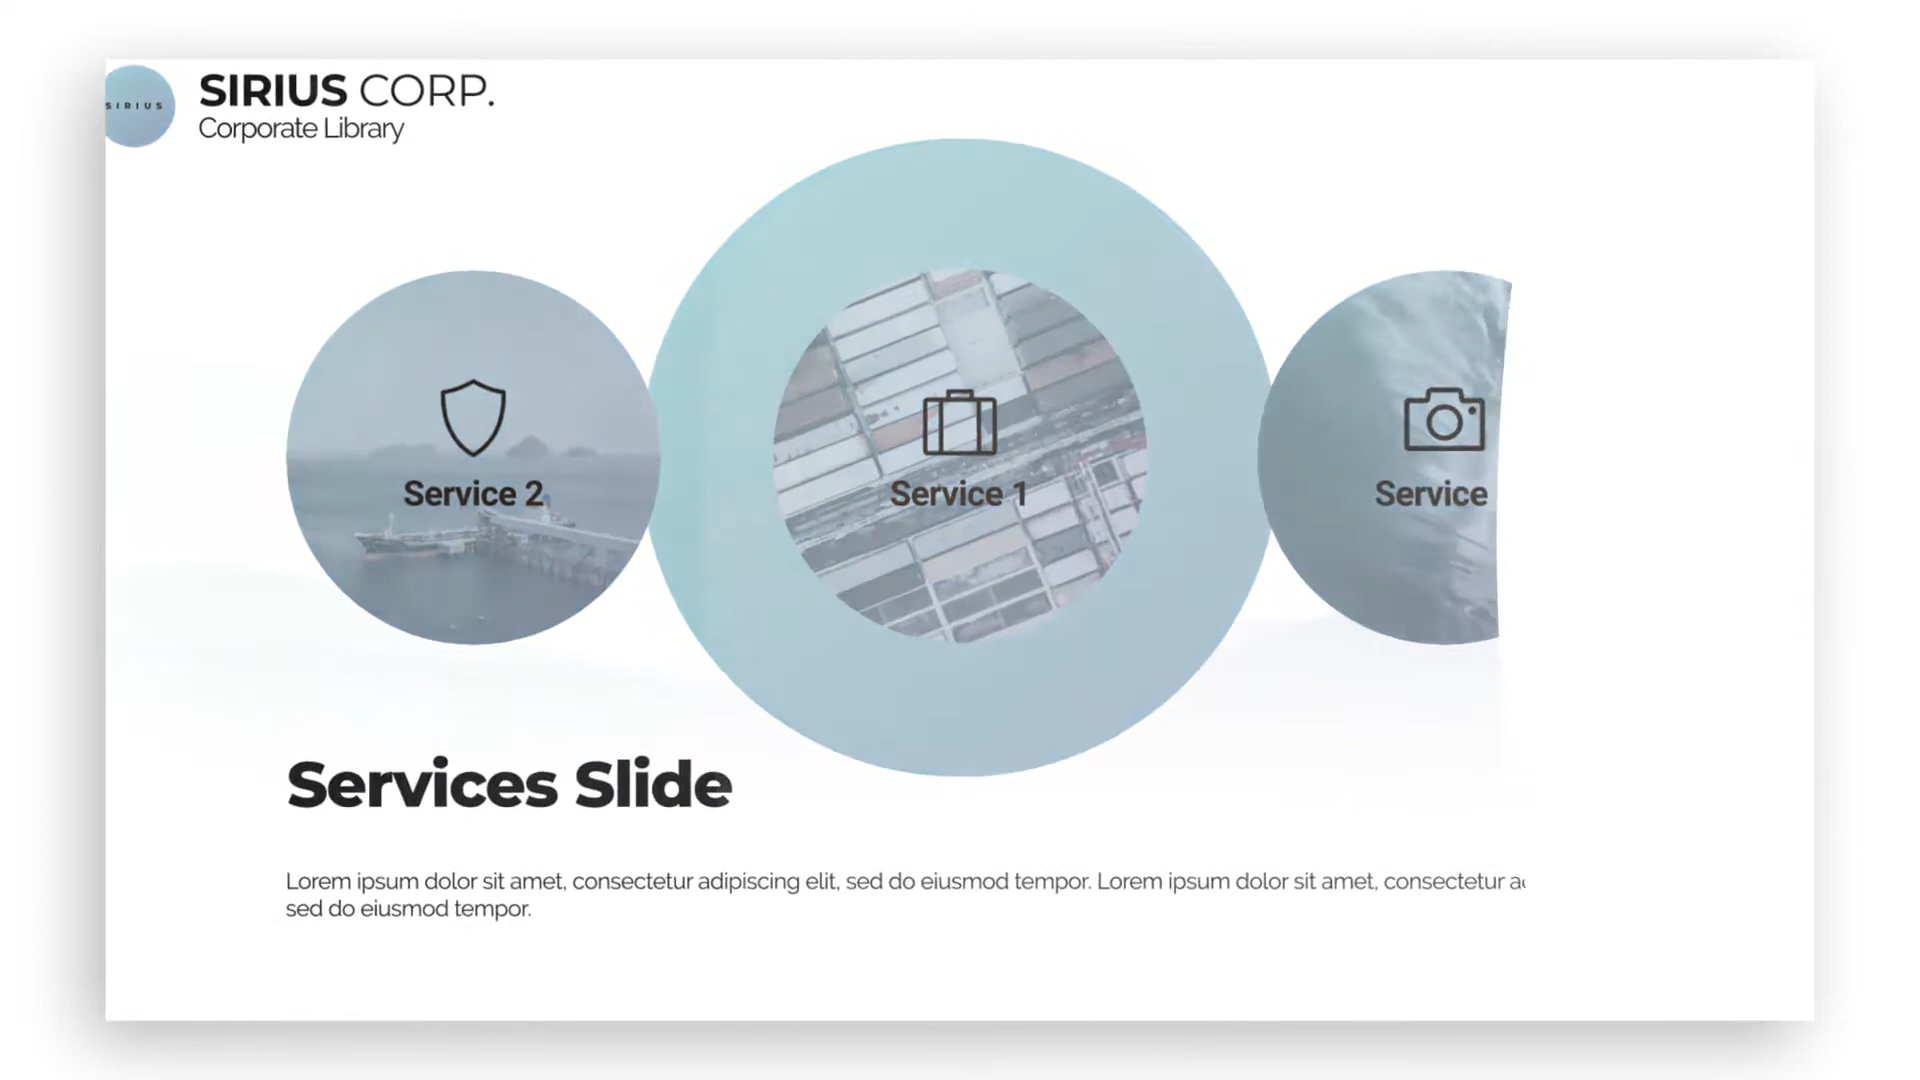 SIRIUS
SIRIUS CORP.
Corporate Library
Service 2
Service 1
Service
Services Slide
Lorem ipsum dolor sit amet, consectetur adipiscing elit, sed do eiusmod tempor. Lorem ipsum dolor sit amet, consectetur
sed do eiusmod tempor.